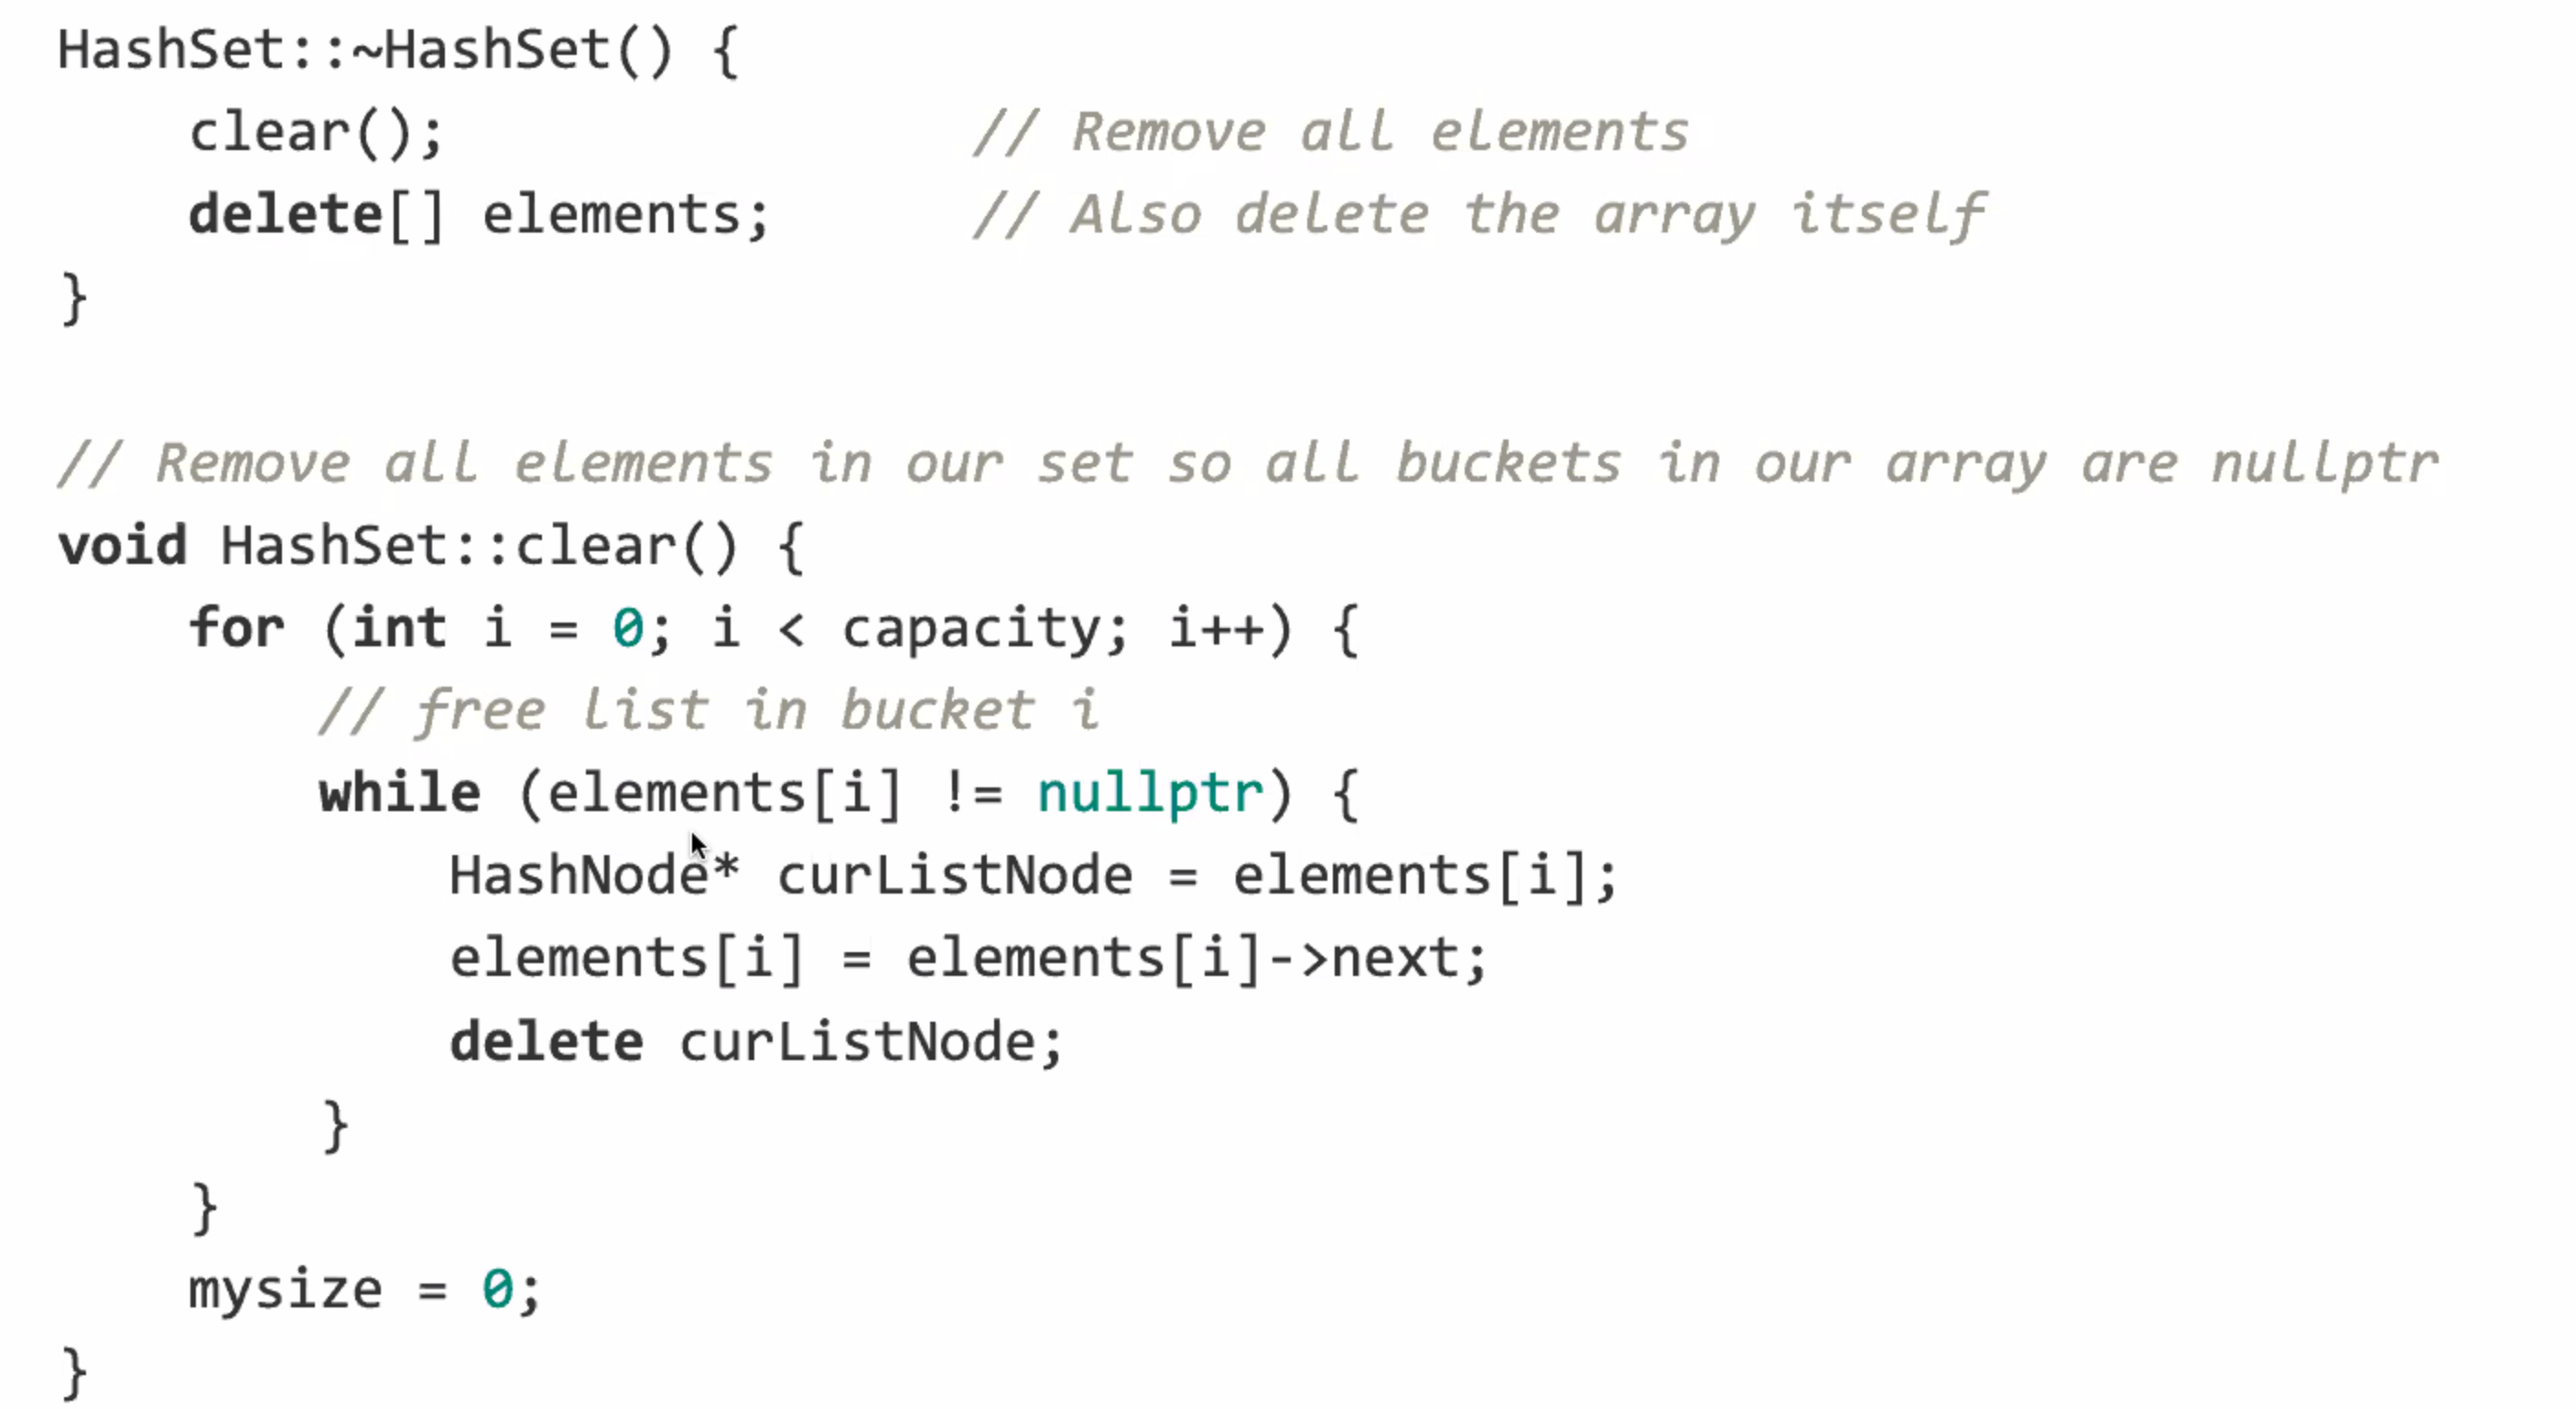 HashSet::~HashSet() {
    clear();                // Remove all elements
    delete[] elements;      // Also delete the array itself
}

// Remove all elements in our set so all buckets in our array are nullptr
void HashSet::clear() {
    for (int i = 0; i < capacity; i++) {
        // free list in bucket i
        while (elements[i] != nullptr) {
            HashNode* curListNode = elements[i];
            elements[i] = elements[i]->next;
            delete curListNode;
        }
    }
    mysize = 0;
}